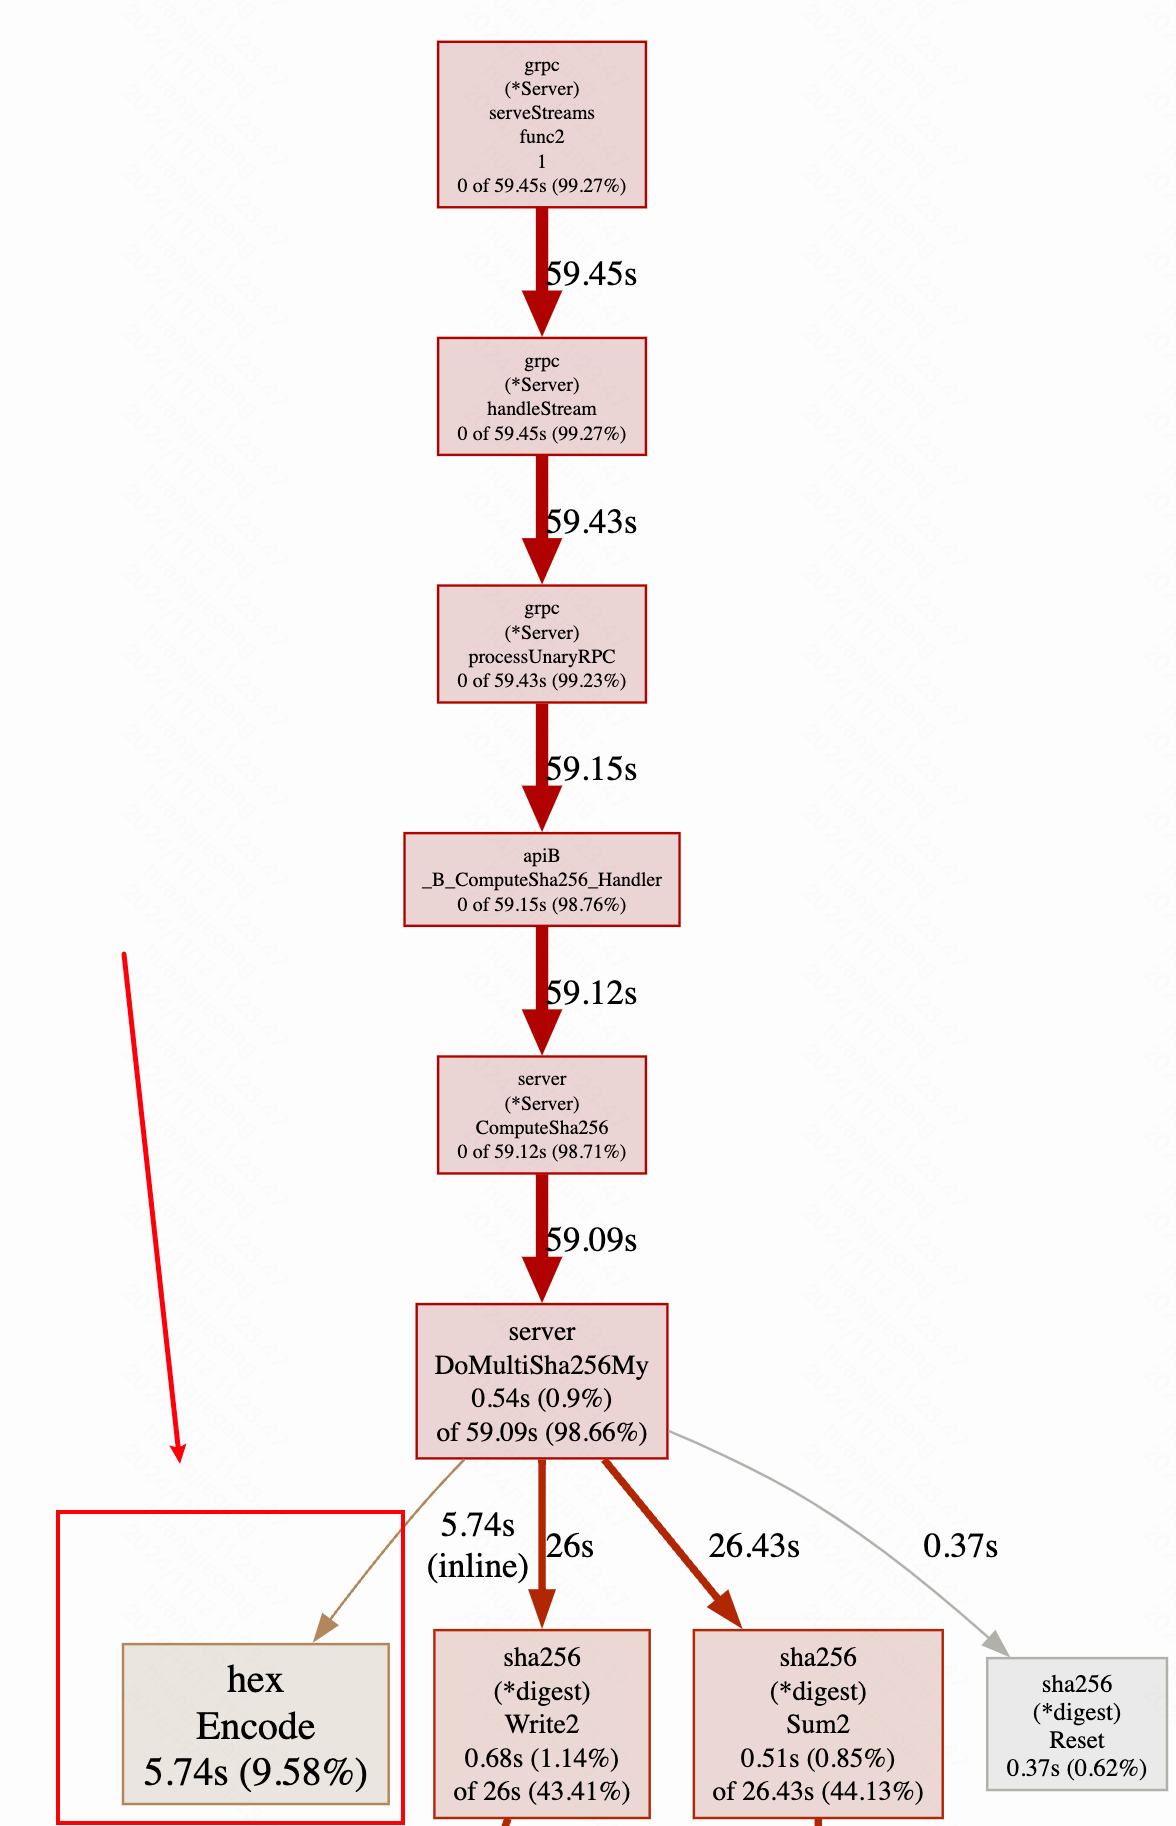 grpc
(*Server)
serveStreams
func2
1
0 of 59.45s (99.27%)
59.45s
grpc
(*Server)
handleStream
0 of 59.45s (99.27%)
59.43s
grpc
(*Server)
processUnaryRPC
0 of 59.43s (99.23%)
59.15s
apiB
_B_ComputeSha256_Handler
0 of 59.15s (98.76%)
59.12s
server
(*Server)
ComputeSha256
0 of 59.12s (98.71%)
59.09s
server
DoMultiSha256My
0.54s (0.9%)
of 59.09s (98.66%)
5.74s
(inline)
26s
26.43s
0.37s
hex
Encode
5.74s (9.58%)
sha256
(*digest)
Write2
0.68s (1.14%)
of 26s (43.41%)
sha256
(*digest)
Sum2
0.51s (0.85%)
of 26.43s (44.13%)
sha256
(*digest)
Reset
0.37s (0.62%)